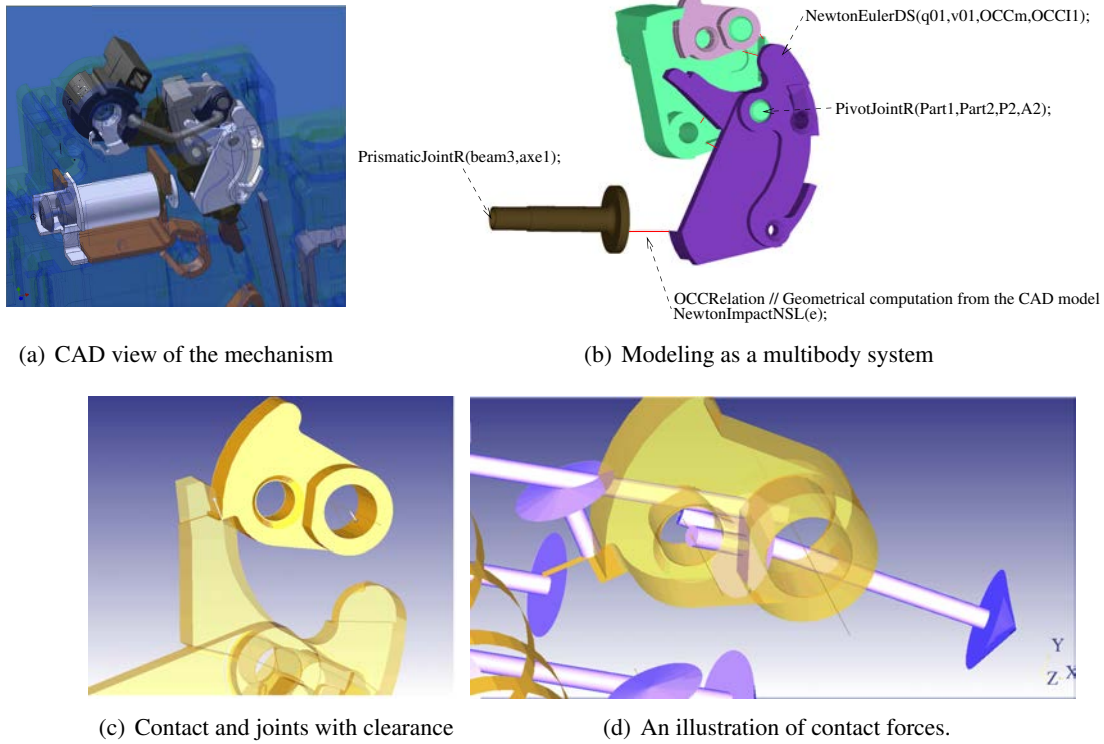 NewtonEulerDS(q01,v01,OCCm,OCCI1);
PivotJointR(Part1,Part2,P2,A2);
PrismaticJointR(beam3,axe1);
OCCRelation // Geometrical computation from the CAD model
NewtonImpactNSL(e);
(a) CAD view of the mechanism
(b) Modeling as a multibody system
Y
Z X
(c) Contact and joints with clearance
(d) An illustration of contact forces.